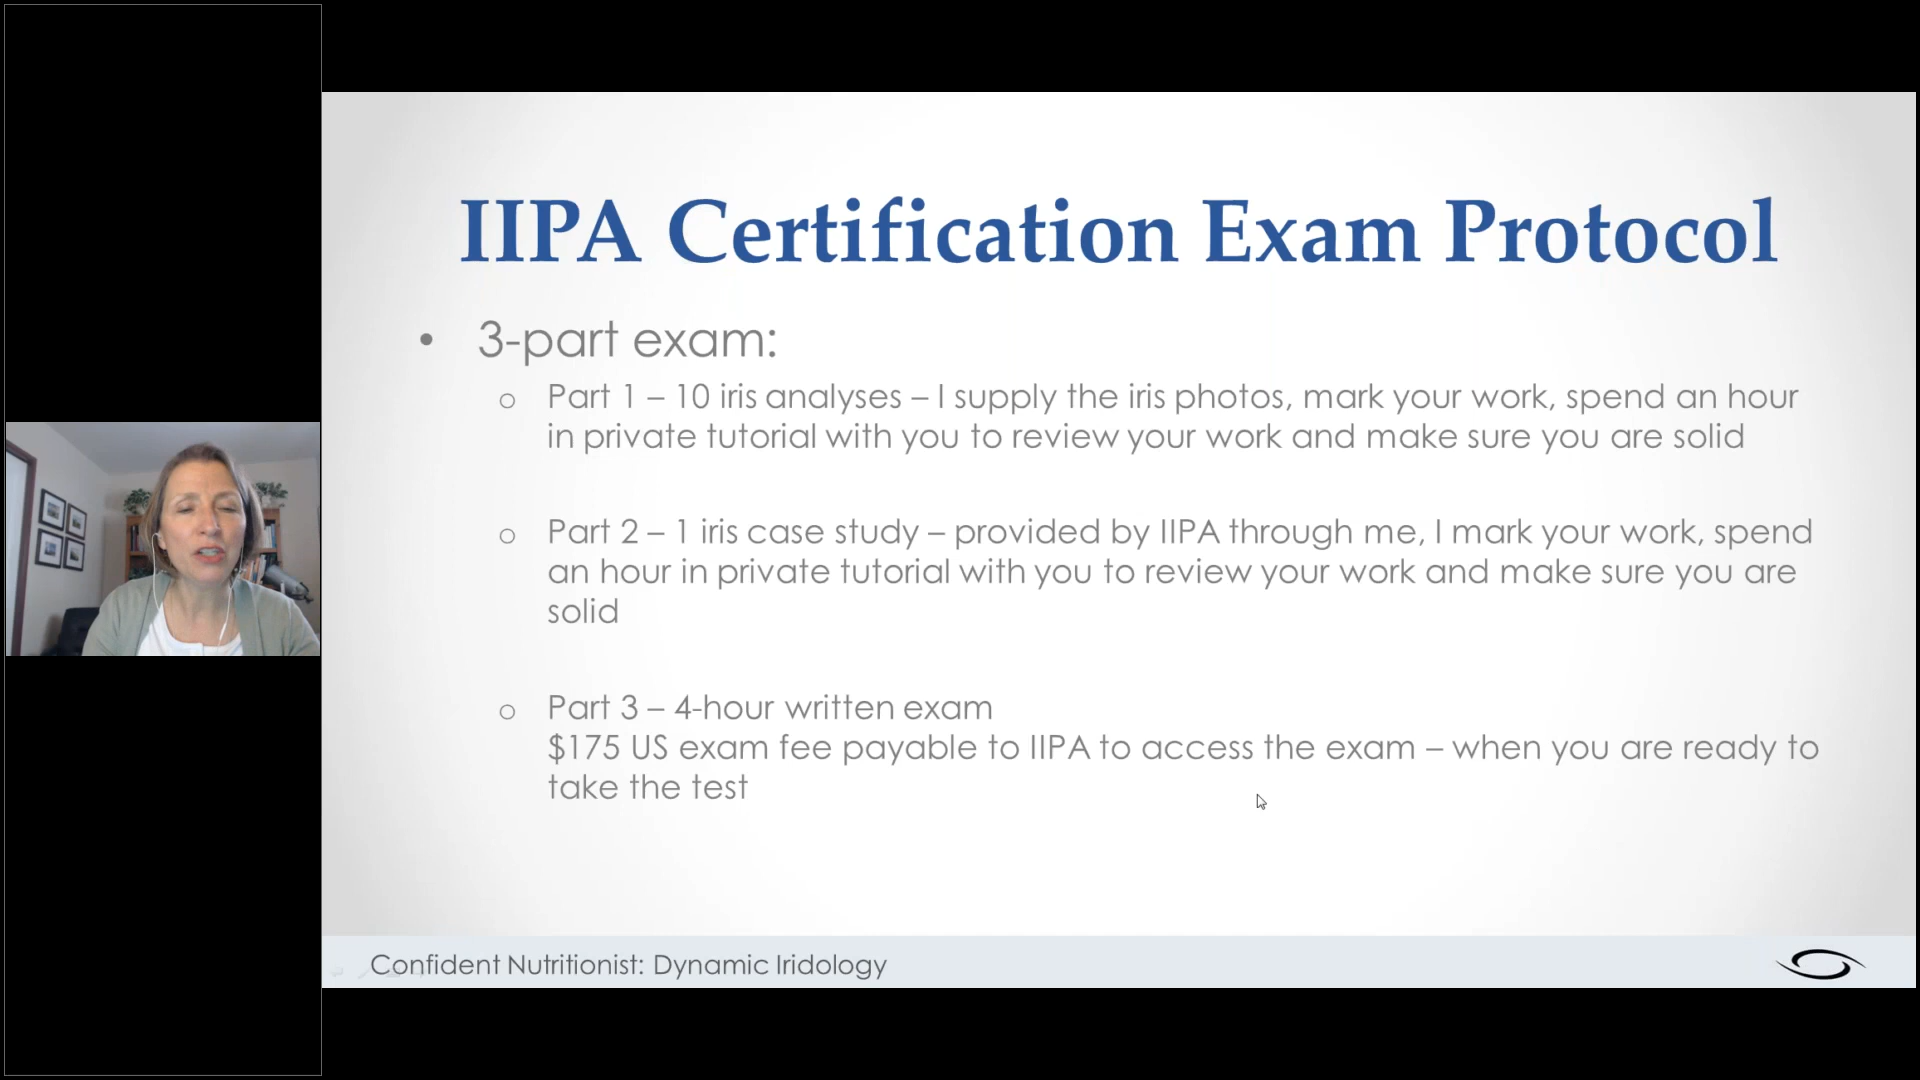 IIPA Certification Exam Protocol
• 3-part exam:
o Part 1 – 10 iris analyses – I supply the iris photos, mark your work, spend an hour
in private tutorial with you to review your work and make sure you are solid
o Part 2 – 1 iris case study – provided by IIPA through me, I mark your work, spend
an hour in private tutorial with you to review your work and make sure you are
solid
o Part 3 – 4-hour written exam
$175 US exam fee payable to IIPA to access the exam – when you are ready to
take the test
Confident Nutritionist: Dynamic Iridology